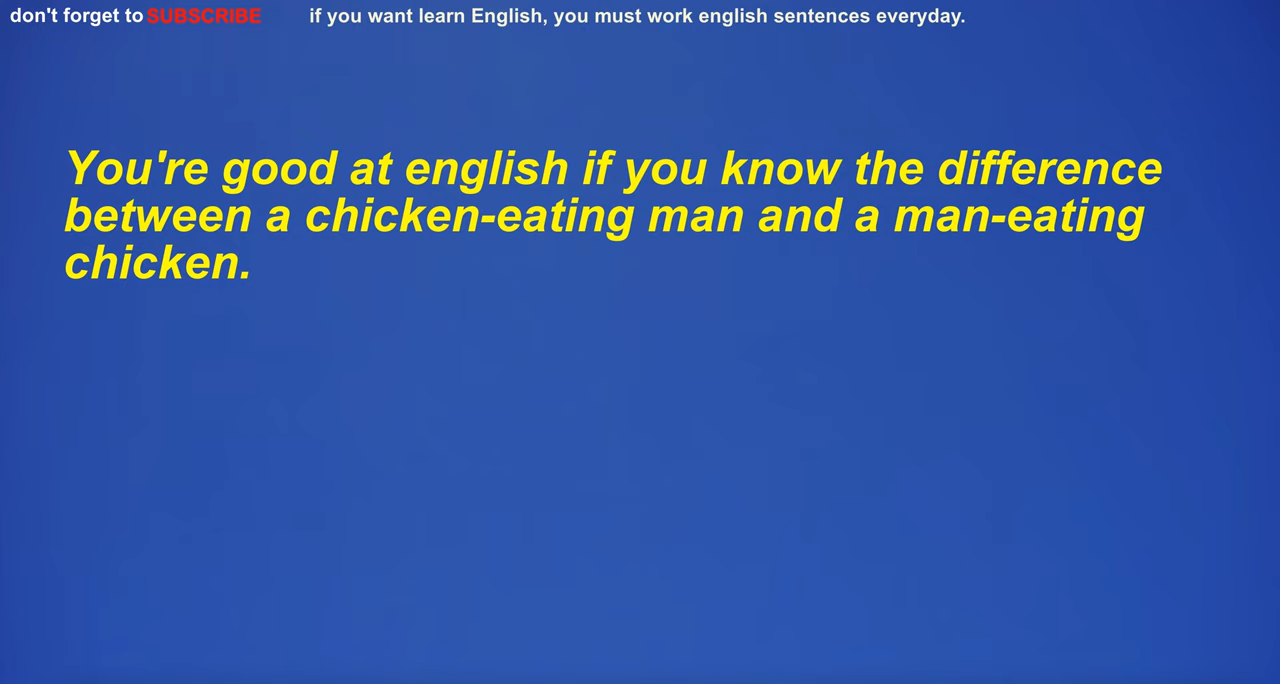 don't forget to SUBSCRIBE if you want learn English, you must work english sentences everyday.
You're good at english if you know the difference
between a chicken-eating man and a man-eating
chicken.